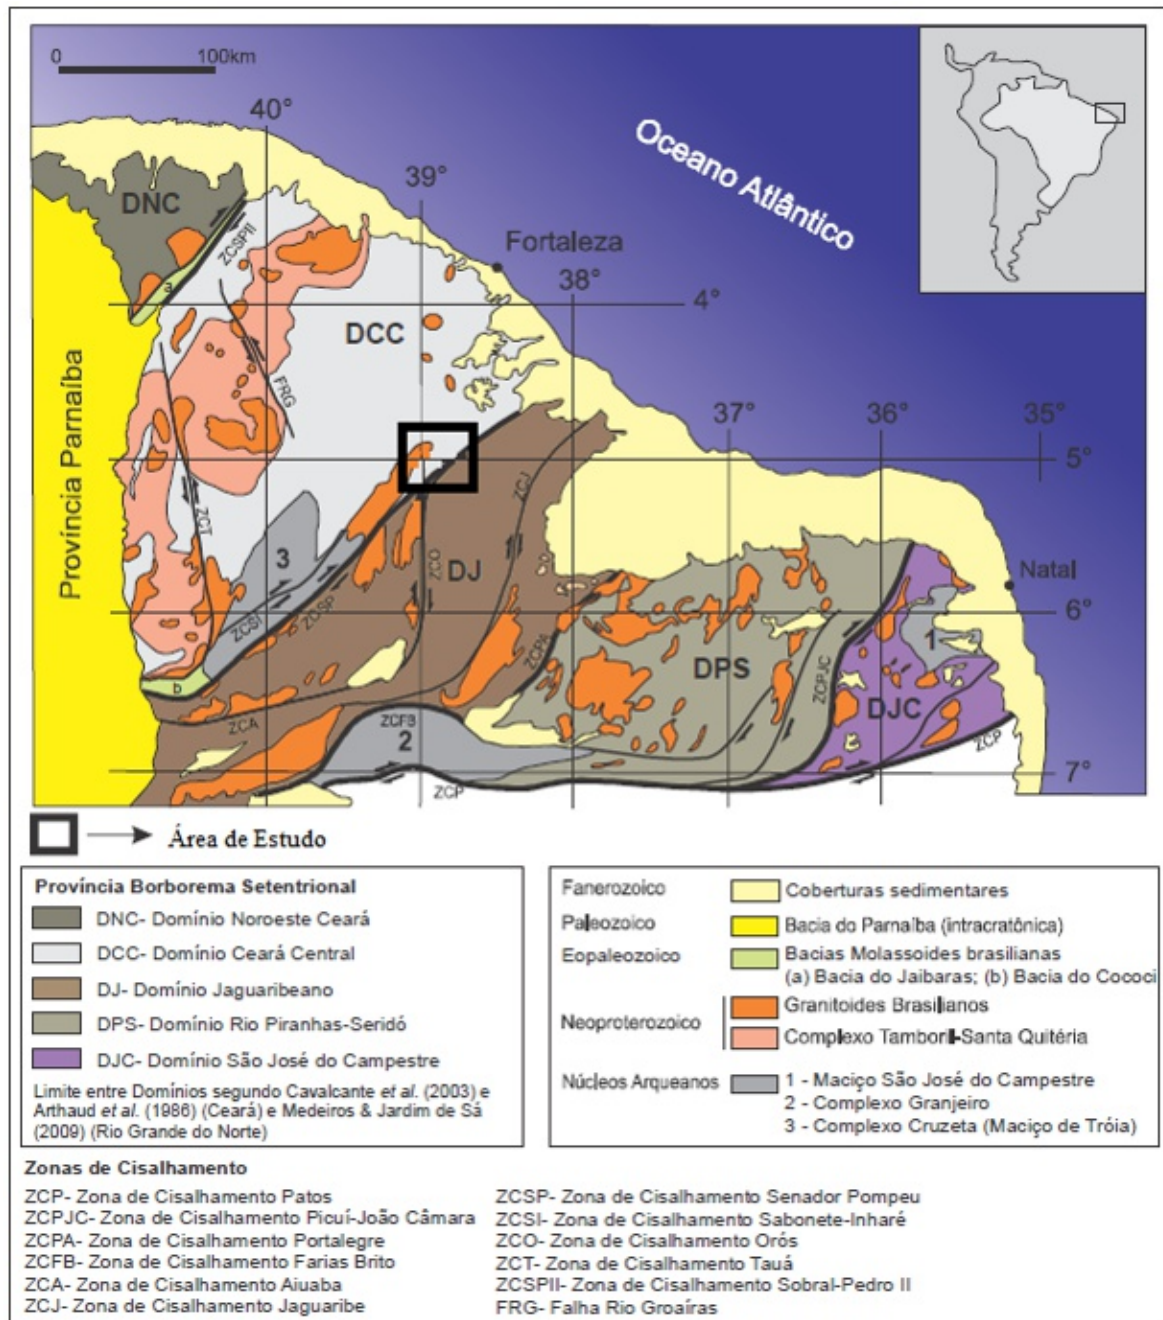 0 100km
40°
39°
38°
4°
37°
36°
35°
5°
6°
7°
Oceano Atlântico
Fortaleza
Natal
Província Parnaíba
DNC
DCC
DJ
DPS
DJC
a
b
1
2
3
ZCSPII
FRG
ZCT
ZCSI
ZCSP
ZCO
ZCJ
ZCPA
ZCPJC
ZCA
ZCFB
ZCP
ZCP
Área de Estudo
Província Borborema Setentrional
DNC- Domínio Noroeste Ceará
DCC- Domínio Ceará Central
DJ- Domínio Jaguaribeano
DPS- Domínio Rio Piranhas-Seridó
DJC- Domínio São José do Campestre
Limite entre Domínios segundo Cavalcante et al. (2003) e
Arthaud et al. (1986) (Ceará) e Medeiros & Jardim de Sá
(2009) (Rio Grande do Norte)
Fanerozoico Coberturas sedimentares
Paleozoico Bacia do Parnaíba (intracratônica)
Eopaleozoico Bacias Molassoides brasilianas
(a) Bacia do Jaibaras; (b) Bacia do Cococi
Neoproterozoico
Granitoides Brasilianos
Complexo Tamboril-Santa Quitéria
Núcleos Arqueanos 1 - Maciço São José do Campestre
2 - Complexo Granjeiro
3 - Complexo Cruzeta (Maciço de Tróia)
Zonas de Cisalhamento
ZCP- Zona de Cisalhamento Patos
ZCPJC- Zona de Cisalhamento Picuí-João Câmara
ZCPA- Zona de Cisalhamento Portalegre
ZCFB- Zona de Cisalhamento Farias Brito
ZCA- Zona de Cisalhamento Aiuaba
ZCJ- Zona de Cisalhamento Jaguaribe
ZCSP- Zona de Cisalhamento Senador Pompeu
ZCSI- Zona de Cisalhamento Sabonete-Inharé
ZCO- Zona de Cisalhamento Orós
ZCT- Zona de Cisalhamento Tauá
ZCSPII- Zona de Cisalhamento Sobral-Pedro II
FRG- Falha Rio Groaíras